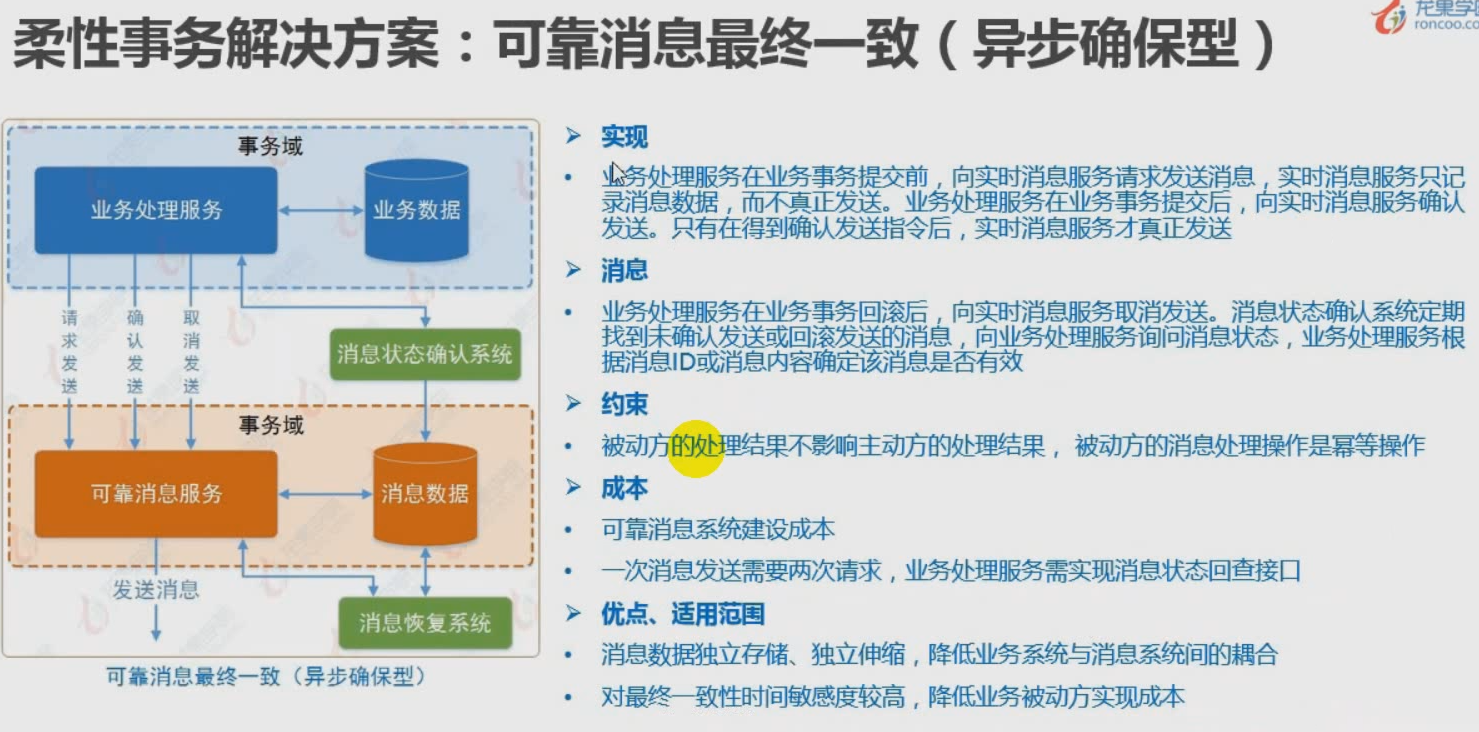 柔性事务解决方案：可靠消息最终一致（异步确保型）
龙果学院
roncoo.co
事务域
业务处理服务
业务数据
请求发送
确认发送
取消发送
消息状态确认系统
事务域
可靠消息服务
消息数据
发送消息
消息恢复系统
可靠消息最终一致（异步确保型）
➢ 实现
• 业务处理服务在业务事务提交前，向实时消息服务请求发送消息，实时消息服务只记
录消息数据，而不真正发送。业务处理服务在业务事务提交后，向实时消息服务确认
发送。只有在得到确认发送指令后，实时消息服务才真正发送
➢ 消息
• 业务处理服务在业务事务回滚后，向实时消息服务取消发送。消息状态确认系统定期
找到未确认发送或回滚发送的消息，向业务处理服务询问消息状态，业务处理服务根
据消息ID或消息内容确定该消息是否有效
➢ 约束
• 被动方的处理结果不影响主动方的处理结果， 被动方的消息处理操作是幂等操作
➢ 成本
• 可靠消息系统建设成本
• 一次消息发送需要两次请求，业务处理服务需实现消息状态回查接口
➢ 优点、适用范围
• 消息数据独立存储、独立伸缩，降低业务系统与消息系统间的耦合
• 对最终一致性时间敏感度较高，降低业务被动方实现成本